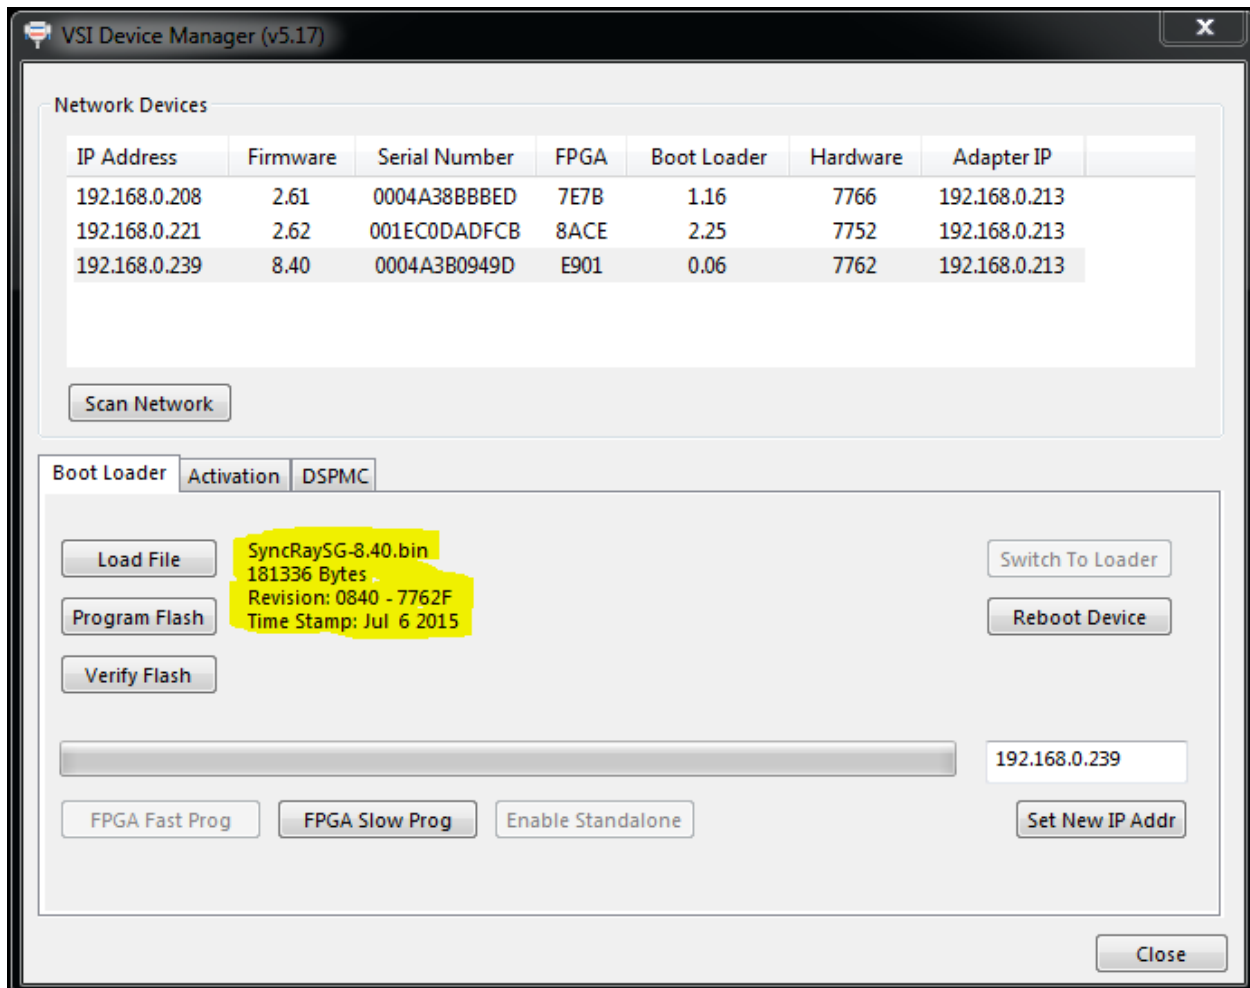 VSI Device Manager (v5.17)
x
Network Devices
IP Address Firmware Serial Number FPGA Boot Loader Hardware Adapter IP
192.168.0.208 2.61 0004A38BBBED 7E7B 1.16 7766 192.168.0.213
192.168.0.221 2.62 001EC0DADFCB 8ACE 2.25 7752 192.168.0.213
192.168.0.239 8.40 0004A3B0949D E901 0.06 7762 192.168.0.213
Scan Network
Boot Loader Activation DSPMC
Load File
SyncRaySG-8.40.bin
181336 Bytes
Revision: 0840 - 7762F
Time Stamp: Jul  6 2015
Switch To Loader
Program Flash
Reboot Device
Verify Flash
192.168.0.239
FPGA Fast Prog FPGA Slow Prog Enable Standalone Set New IP Addr
Close